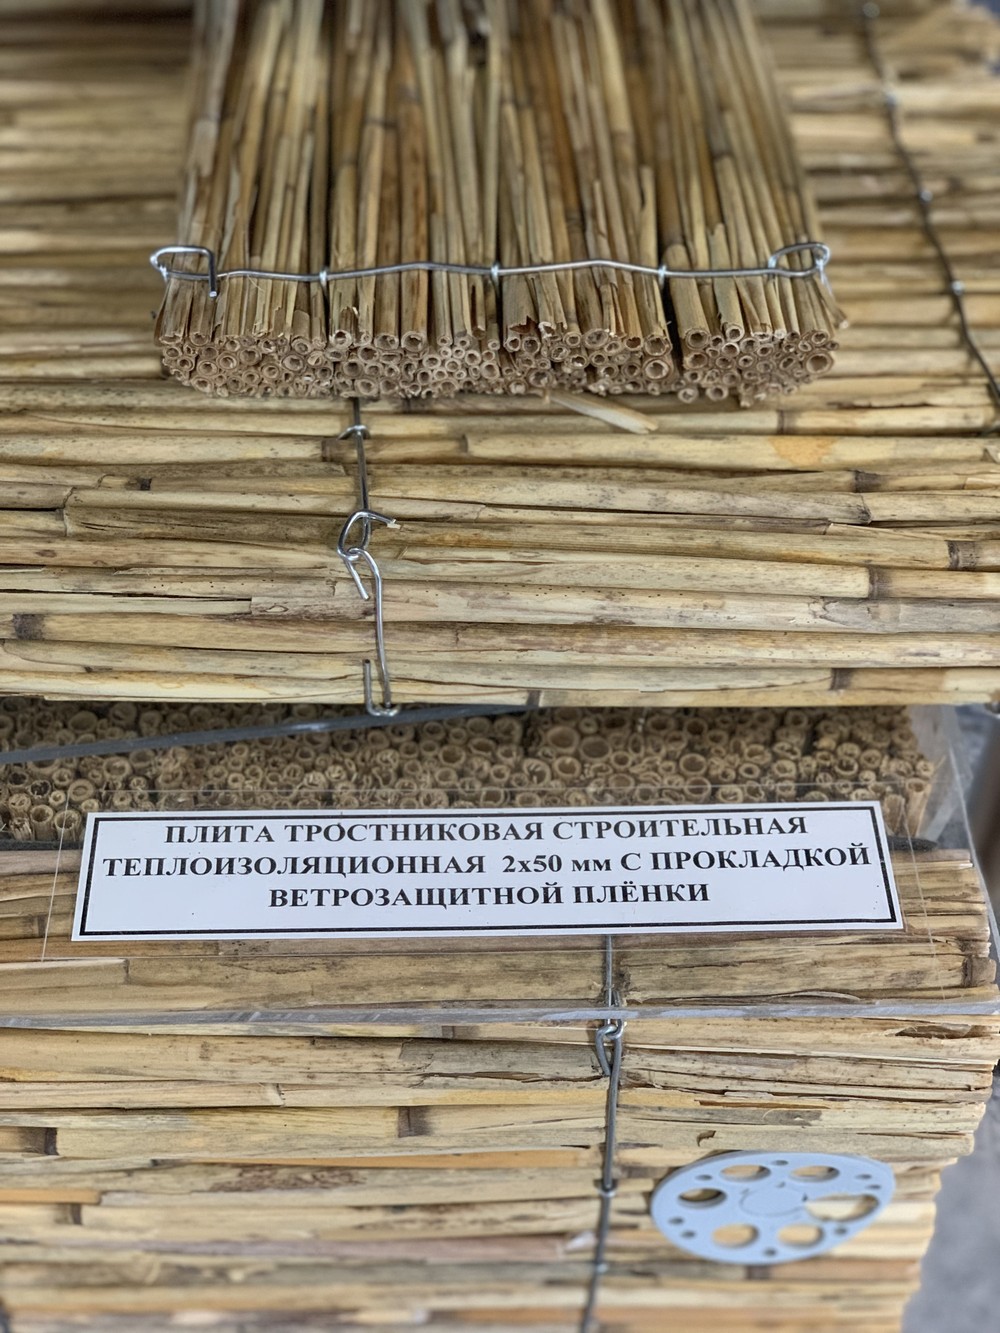 ПЛИТА ТРОСТНИКОВАЯ СТРОИТЕЛЬНАЯ
ТЕПЛОИЗОЛЯЦИОННАЯ 2х50 мм С ПРОКЛАДКОЙ
ВЕТРОЗАЩИТНОЙ ПЛЁНКИ